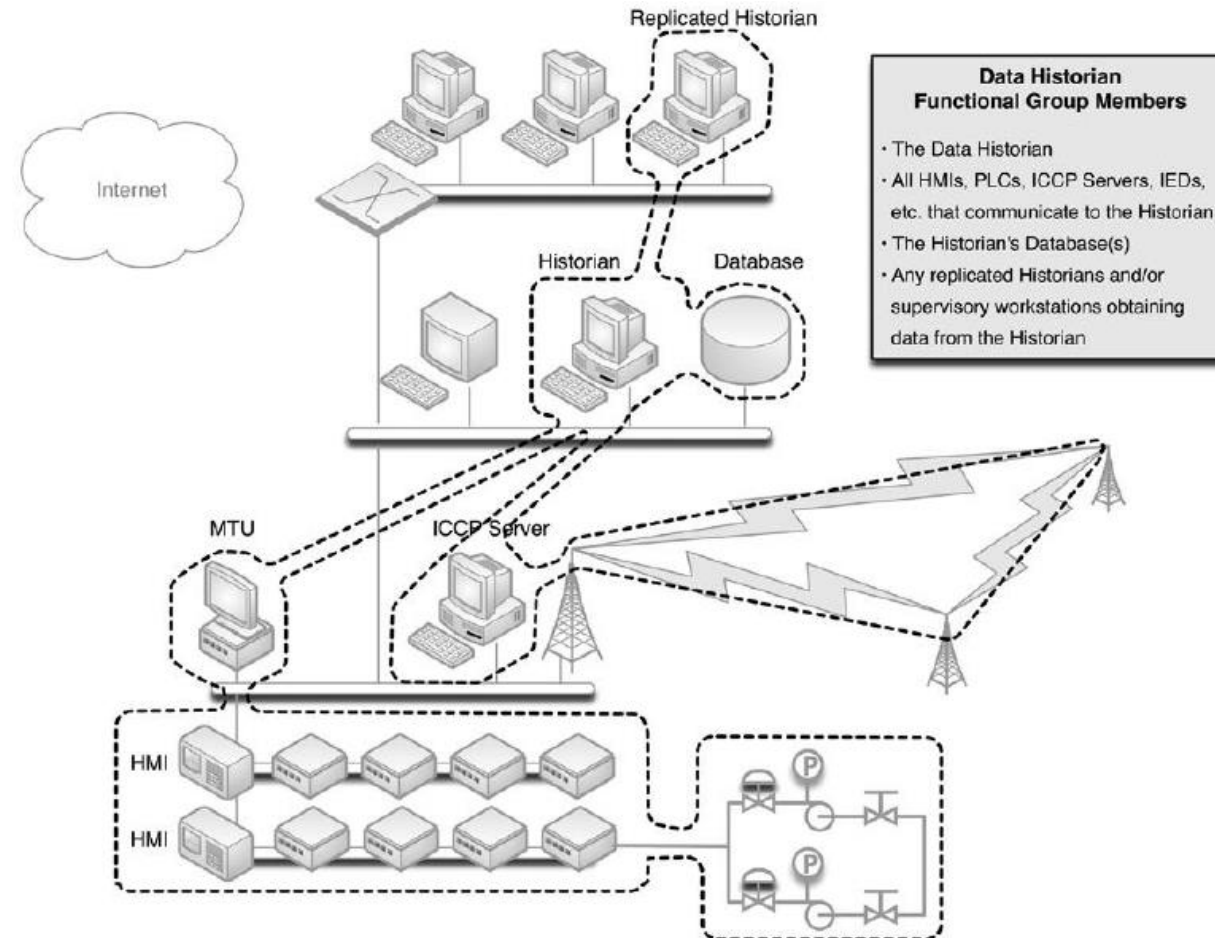 Replicated Historian
Data Historian
Functional Group Members
· The Data Historian
· All HMIs, PLCs, ICCP Servers, IEDs,
etc. that communicate to the Historian
· The Historian's Database(s)
· Any replicated Historians and/or
supervisory workstations obtaining
data from the Historian
Internet
Historian
Database
MTU
ICCP Server
HMI
P
HMI
P